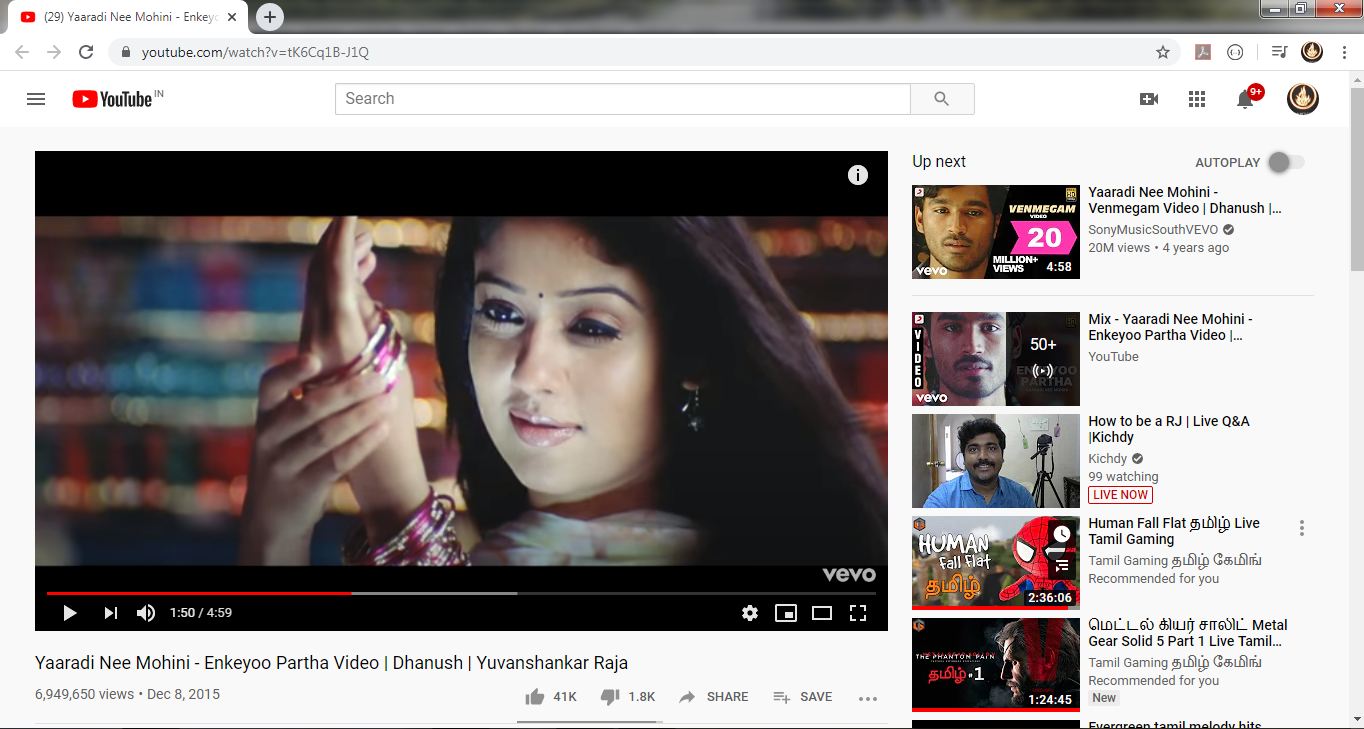 (29) Yaaradi Nee Mohini - Enkeyo
youtube.com/watch?v=tK6Cq1B-J1Q
YouTube IN
Search
9+
vevo
1:50 / 4:59
Yaaradi Nee Mohini - Enkeyoo Partha Video | Dhanush | Yuvanshankar Raja
6,949,650 views • Dec 8, 2015
41K
1.8K
SHARE
SAVE
Up next
AUTOPLAY
VENMEGAM
VIDEO
20
MILLION+
VIEWS
vevo
4:58
Yaaradi Nee Mohini -
Venmegam Video | Dhanush |...
SonyMusicSouthVEVO
20M views • 4 years ago
VIDEO
50+
ENKEYOO
PARTHA
vevo
Mix - Yaaradi Nee Mohini -
Enkeyoo Partha Video |...
YouTube
How to be a RJ | Live Q&A
|Kichdy
Kichdy
99 watching
LIVE NOW
HUMAN
fall flat
தமிழ்
2:36:06
Human Fall Flat தமிழ் Live
Tamil Gaming
Tamil Gaming தமிழ் கேமிங்
Recommended for you
THE PHANTOM PAIN
தமிழ் #1
1:24:45
மெட்டல் கியர் சாலிட் Metal
Gear Solid 5 Part 1 Live Tamil...
Tamil Gaming தமிழ் கேமிங்
Recommended for you
New
Evergreen tamil melody hits